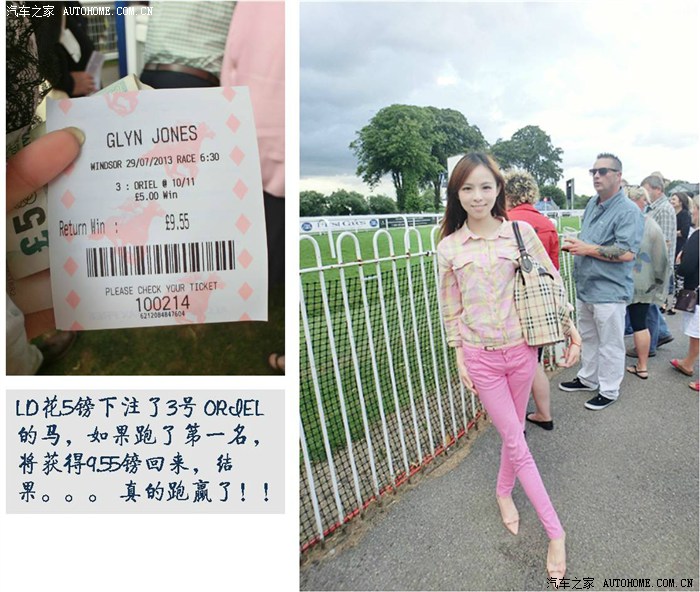 汽车之家 AUTOHOME.COM.CN
GLYN JONES
WINDSOR 29/07/2013 RACE 6:30
3 : ORIEL @ 10/11
£5.00 Win
Return Win : £9.55
PLEASE CHECK YOUR TICKET
100214
6212084847604
£5
LD花5镑下注了3号 ORIEL
的马，如果跑了第一名，
将获得9.55镑回来，结
果。。。 真的跑赢了！！
汽车之家 AUTOHOME.COM.CN